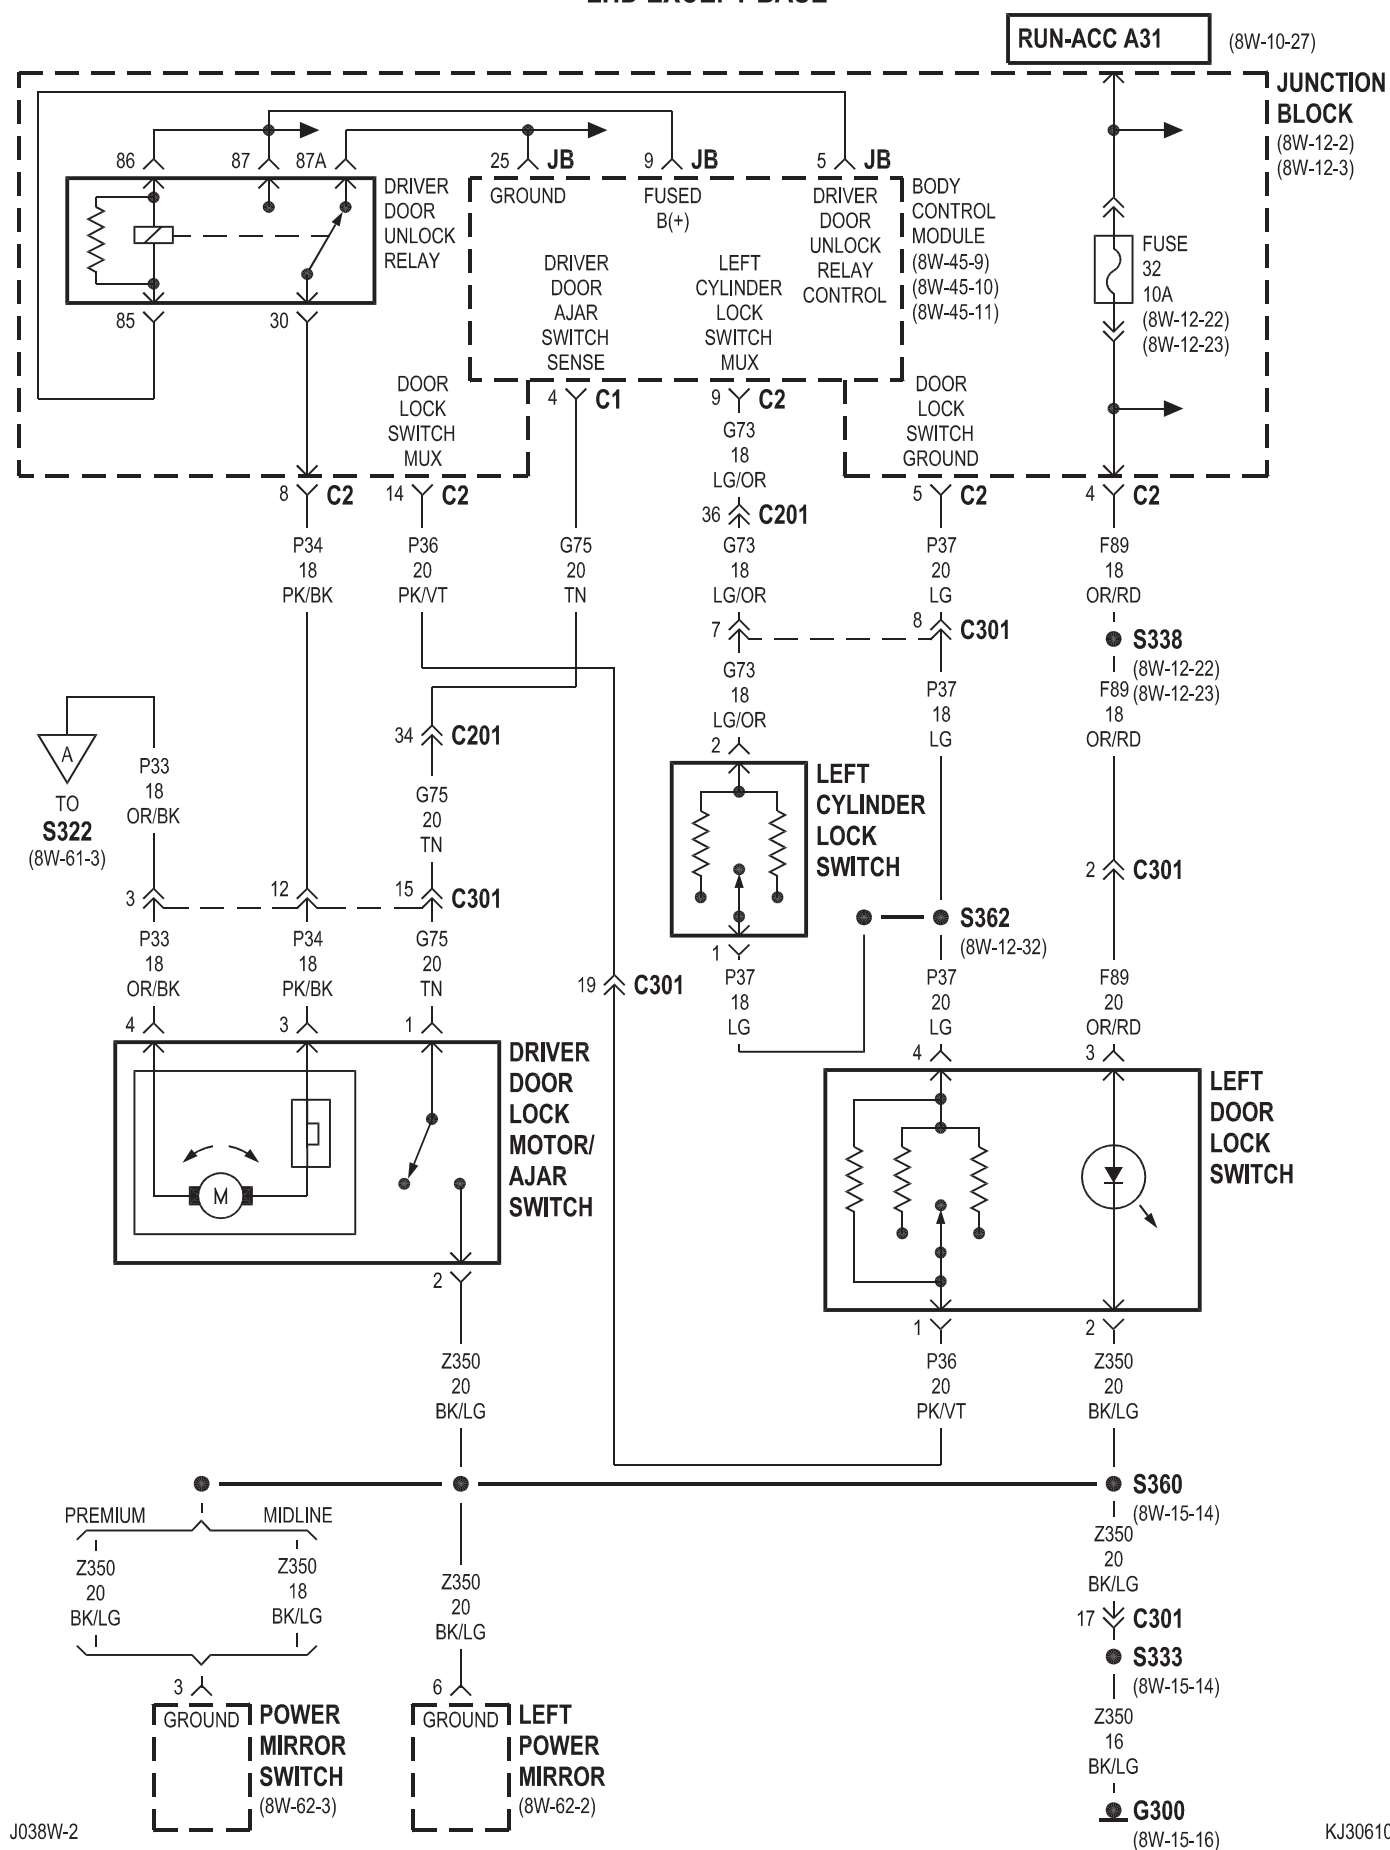 RUN-ACC A31
(8W-10-27)
JUNCTION
BLOCK
(8W-12-2)
(8W-12-3)
86
87
87A
25
JB
9
JB
5
JB
DRIVER
DOOR
UNLOCK
RELAY
GROUND
FUSED
B(+)
DRIVER
DOOR
UNLOCK
RELAY
CONTROL
BODY
CONTROL
MODULE
(8W-45-9)
(8W-45-10)
(8W-45-11)
DRIVER
DOOR
AJAR
SWITCH
SENSE
LEFT
CYLINDER
LOCK
SWITCH
MUX
FUSE
32
10A
(8W-12-22)
(8W-12-23)
85
30
DOOR
LOCK
SWITCH
MUX
4
C1
9
C2
DOOR
LOCK
SWITCH
GROUND
G73
18
LG/OR
8
C2
14
C2
36
C201
5
C2
4
C2
P34
18
PK/BK
P36
20
PK/VT
G75
20
TN
G73
18
LG/OR
P37
20
LG
F89
18
OR/RD
7
8
C301
S338
(8W-12-22)
(8W-12-23)
G73
18
LG/OR
P37
18
LG
F89
18
OR/RD
A
TO
S322
(8W-61-3)
P33
18
OR/BK
34
C201
G75
20
TN
2
LEFT
CYLINDER
LOCK
SWITCH
2
C301
3
12
15
C301
S362
(8W-12-32)
P33
18
OR/BK
P34
18
PK/BK
G75
20
TN
19
C301
1
P37
18
LG
P37
20
LG
F89
20
OR/RD
4
3
1
4
3
DRIVER
DOOR
LOCK
MOTOR/
AJAR
SWITCH
M
LEFT
DOOR
LOCK
SWITCH
2
1
2
Z350
20
BK/LG
P36
20
PK/VT
Z350
20
BK/LG
S360
(8W-15-14)
PREMIUM
MIDLINE
Z350
20
BK/LG
Z350
18
BK/LG
Z350
20
BK/LG
Z350
20
BK/LG
17
C301
S333
(8W-15-14)
3
6
GROUND
POWER
MIRROR
SWITCH
(8W-62-3)
GROUND
LEFT
POWER
MIRROR
(8W-62-2)
Z350
16
BK/LG
G300
(8W-15-16)
J038W-2
KJ30610